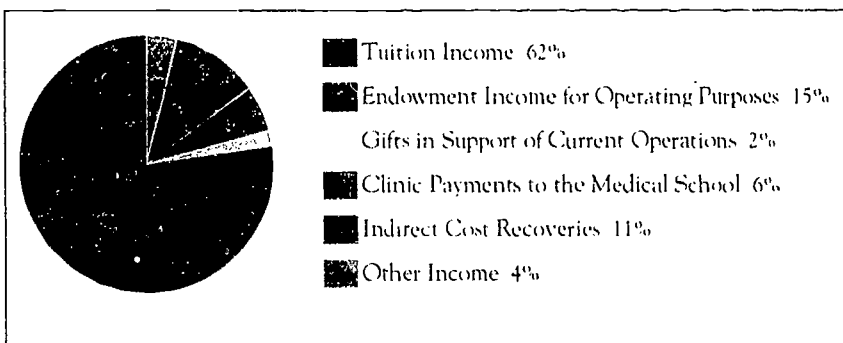 Tuition Income 62%
Endowment Income for Operating Purposes 15%
Gifts in Support of Current Operations 2%
Clinic Payments to the Medical School 6%
Indirect Cost Recoveries 11%
Other Income 4%